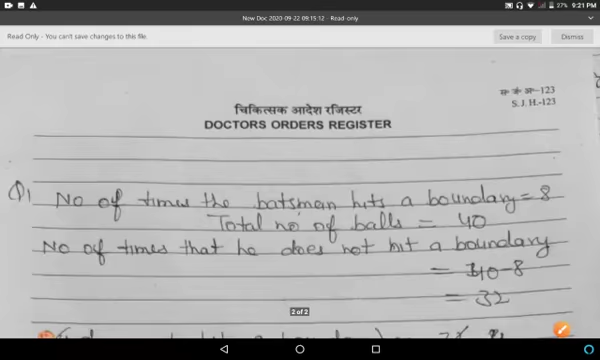 9:21 PM
27%
New Doc 2020-09-22 09:15:12 - Read-only
Read Only - You can't save changes to this file.
Save a copy
Dismiss
S.J.H.-123
चिकित्सक आदेश रजिस्टर
DOCTORS ORDERS REGISTER
Q1 No of times the batsman hits a boundary = 8
Total no of balls = 40
No of times that he does not hit a boundary
= 40-8
= 32
2 of 2